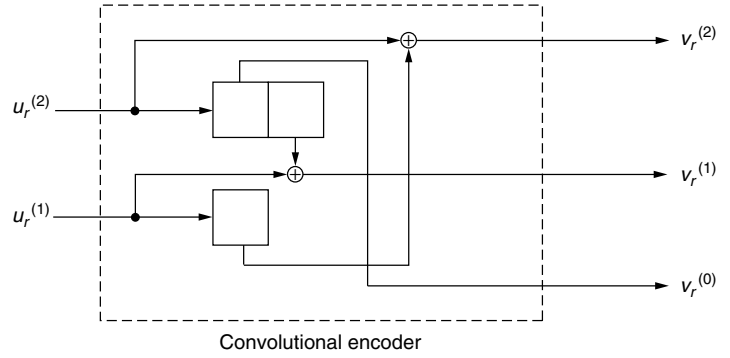 v_r^(2)
u_r^(2)
v_r^(1)
u_r^(1)
v_r^(0)
Convolutional encoder